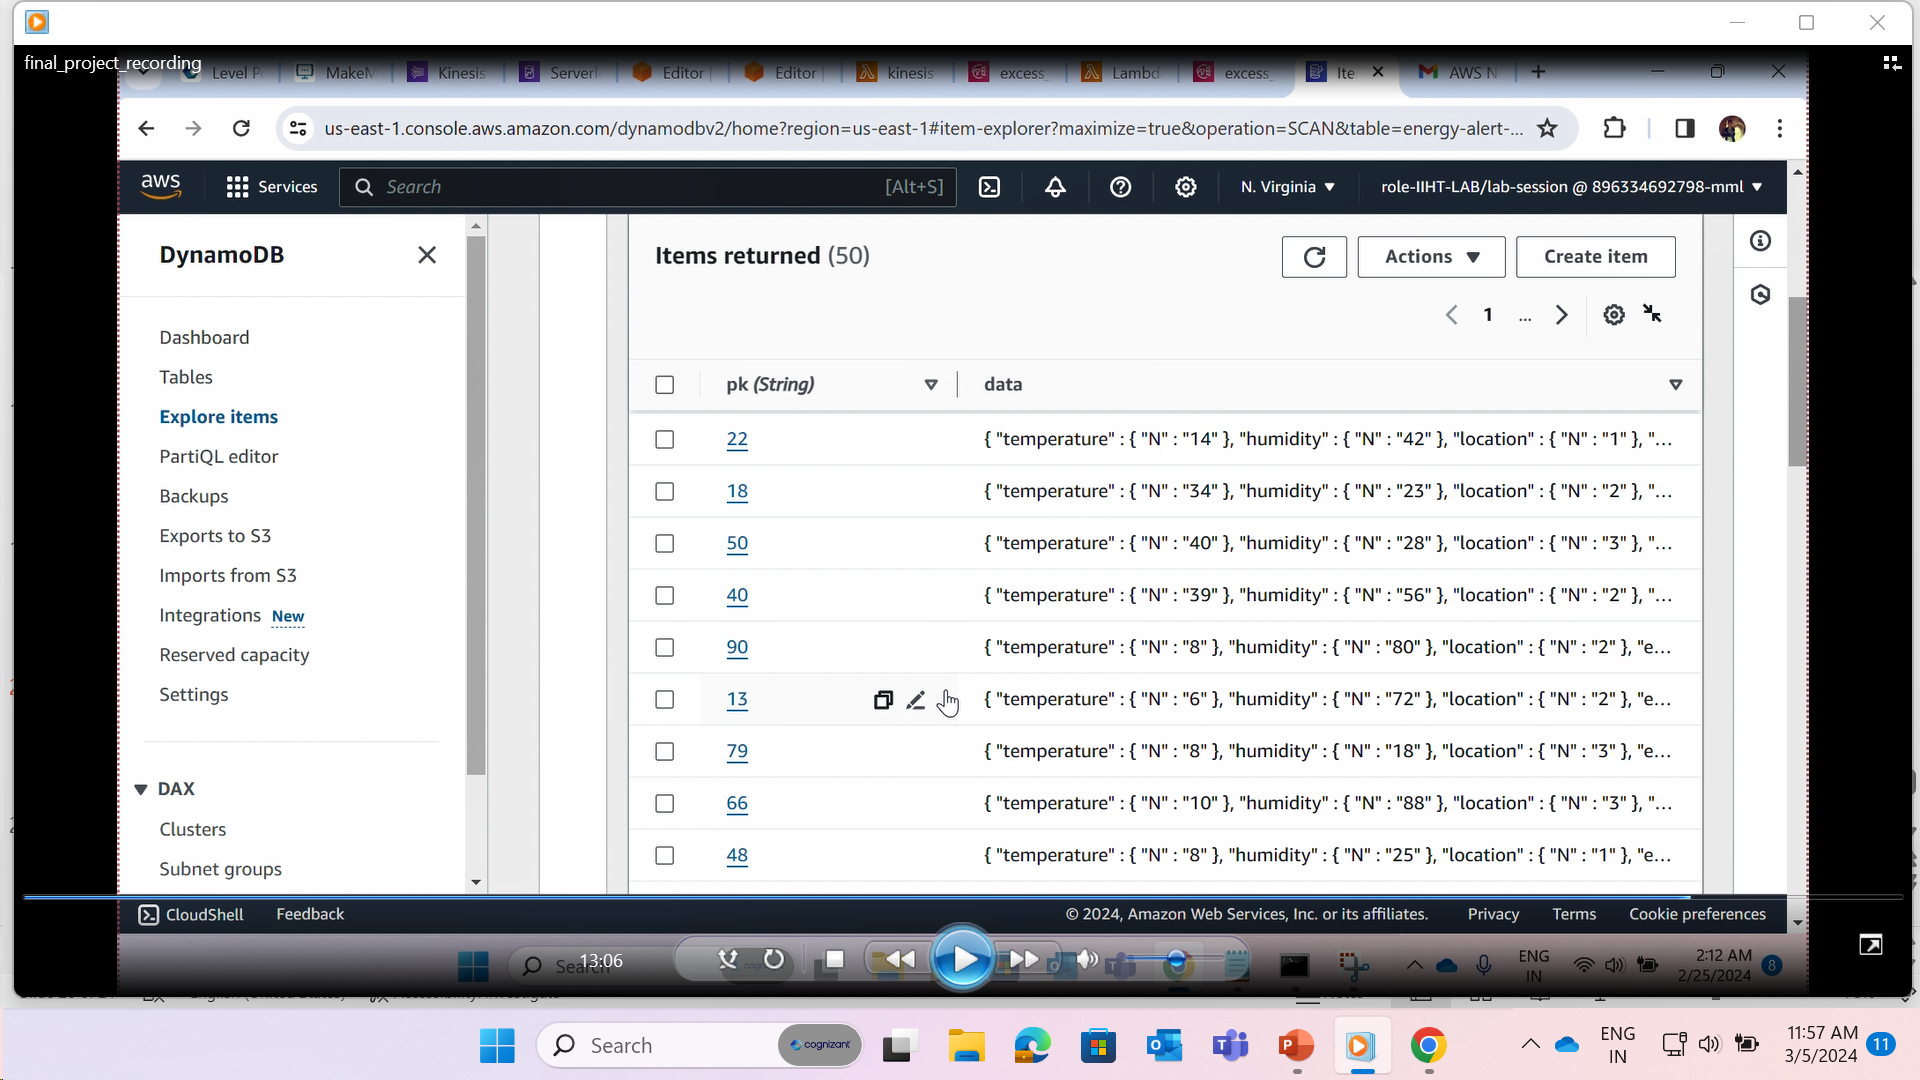 final_project_recording
Level P
MakeM
Kinesis
Server
Editor
Editor
kinesis
excess_
Lambd
excess_
Ite
AWS N
us-east-1.console.aws.amazon.com/dynamodbv2/home?region=us-east-1#item-explorer?maximize=true&operation=SCAN&table=energy-alert-...
aws
Services
Search
[Alt+S]
N. Virginia
role-IIHT-LAB/lab-session @ 896334692798-mml
DynamoDB
Dashboard
Tables
Explore items
PartiQL editor
Backups
Exports to S3
Imports from S3
Integrations New
Reserved capacity
Settings
DAX
Clusters
Subnet groups
Items returned (50)
Actions
Create item
1
...
pk (String)
data
22 { "temperature" : { "N" : "14" }, "humidity" : { "N" : "42" }, "location" : { "N" : "1" }, "...
18 { "temperature" : { "N" : "34" }, "humidity" : { "N" : "23" }, "location" : { "N" : "2" }, "...
50 { "temperature" : { "N" : "40" }, "humidity" : { "N" : "28" }, "location" : { "N" : "3" }, "...
40 { "temperature" : { "N" : "39" }, "humidity" : { "N" : "56" }, "location" : { "N" : "2" }, "...
90 { "temperature" : { "N" : "8" }, "humidity" : { "N" : "80" }, "location" : { "N" : "2" }, "e...
13 { "temperature" : { "N" : "6" }, "humidity" : { "N" : "72" }, "location" : { "N" : "2" }, "e...
79 { "temperature" : { "N" : "8" }, "humidity" : { "N" : "18" }, "location" : { "N" : "3" }, "e...
66 { "temperature" : { "N" : "10" }, "humidity" : { "N" : "88" }, "location" : { "N" : "3" }, "...
48 { "temperature" : { "N" : "8" }, "humidity" : { "N" : "25" }, "location" : { "N" : "1" }, "e...
CloudShell
Feedback
© 2024, Amazon Web Services, Inc. or its affiliates.
Privacy
Terms
Cookie preferences
Search
13:06
ENG
IN
2:12 AM
2/25/2024
8
Search
cognizant
ENG
IN
11:57 AM
3/5/2024
11